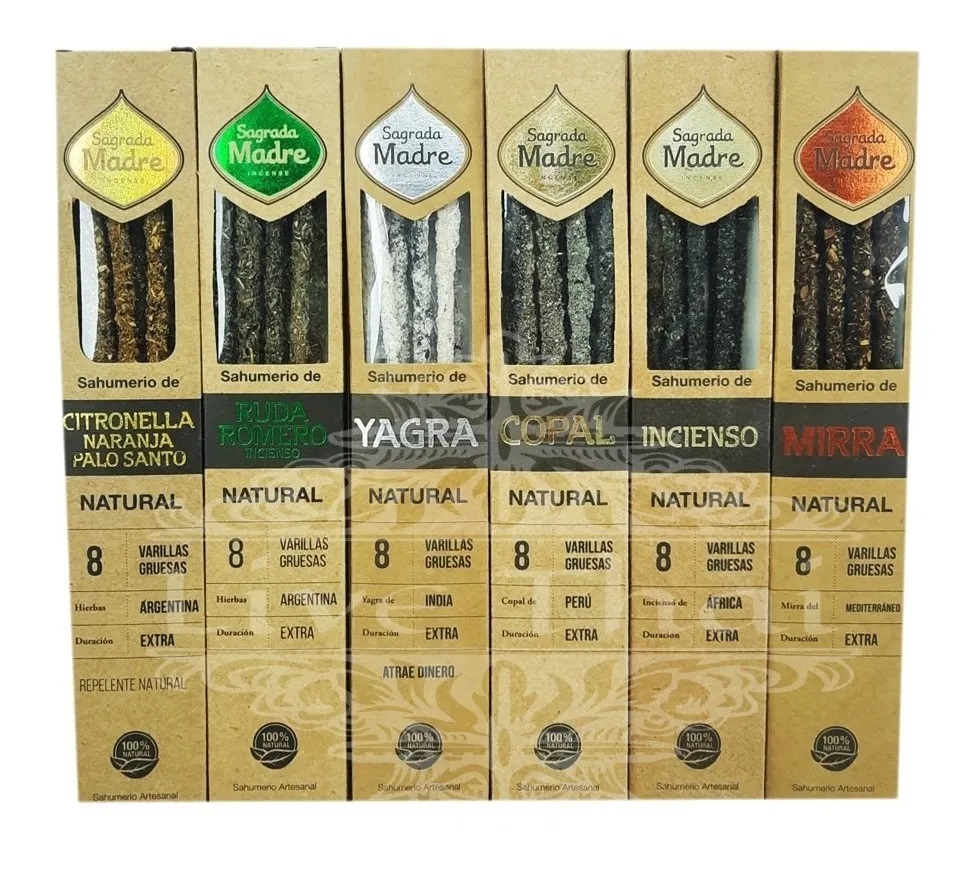 Sagrada
Madre
INCENSE
Sahumerio de
CITRONELLA
NARANJA
PALO SANTO
NATURAL
8 VARILLAS
GRUESAS
Hierbas ARGENTINA
Duración EXTRA
REPELENTE NATURAL
100%
NATURAL
Sahumerio Artesanal
Sagrada
Madre
INCENSE
Sahumerio de
RUDA
ROMERO
INCIENSO
NATURAL
8 VARILLAS
GRUESAS
Hierbas ARGENTINA
Duración EXTRA
100%
NATURAL
Sahumerio Artesanal
Sagrada
Madre
INCENSE
Sahumerio de
YAGRA
NATURAL
8 VARILLAS
GRUESAS
Yagra de INDIA
Duración EXTRA
ATRAE DINERO
100%
NATURAL
Sahumerio Artesanal
Sagrada
Madre
INCENSE
Sahumerio de
COPAL
NATURAL
8 VARILLAS
GRUESAS
Copal de PERÚ
Duración EXTRA
100%
NATURAL
Sahumerio Artesanal
Sagrada
Madre
INCENSE
Sahumerio de
INCIENSO
NATURAL
8 VARILLAS
GRUESAS
Incienso de ÁFRICA
Duración EXTRA
100%
NATURAL
Sahumerio Artesanal
Sagrada
Madre
INCENSE
Sahumerio de
MIRRA
NATURAL
8 VARILLAS
GRUESAS
Mirra del MEDITERRÁNEO
Duración EXTRA
100%
NATURAL
Sahumerio Artesanal
Live Thai